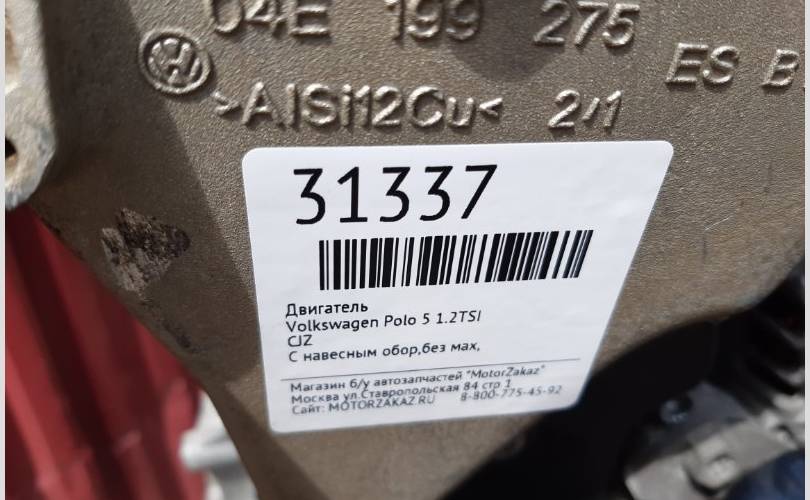 04E 199 275
ES B
>AlSi12Cu< 2/1
31337
Двигатель
Volkswagen Polo 5 1.2TSI
CJZ
С навесным обор,без мах,
Магазин б/у автозапчастей "MotorZakaz"
Москва ул.Ставропольская 84 стр 1
Сайт: MOTORZAKAZ.RU 8-800-775-45-92